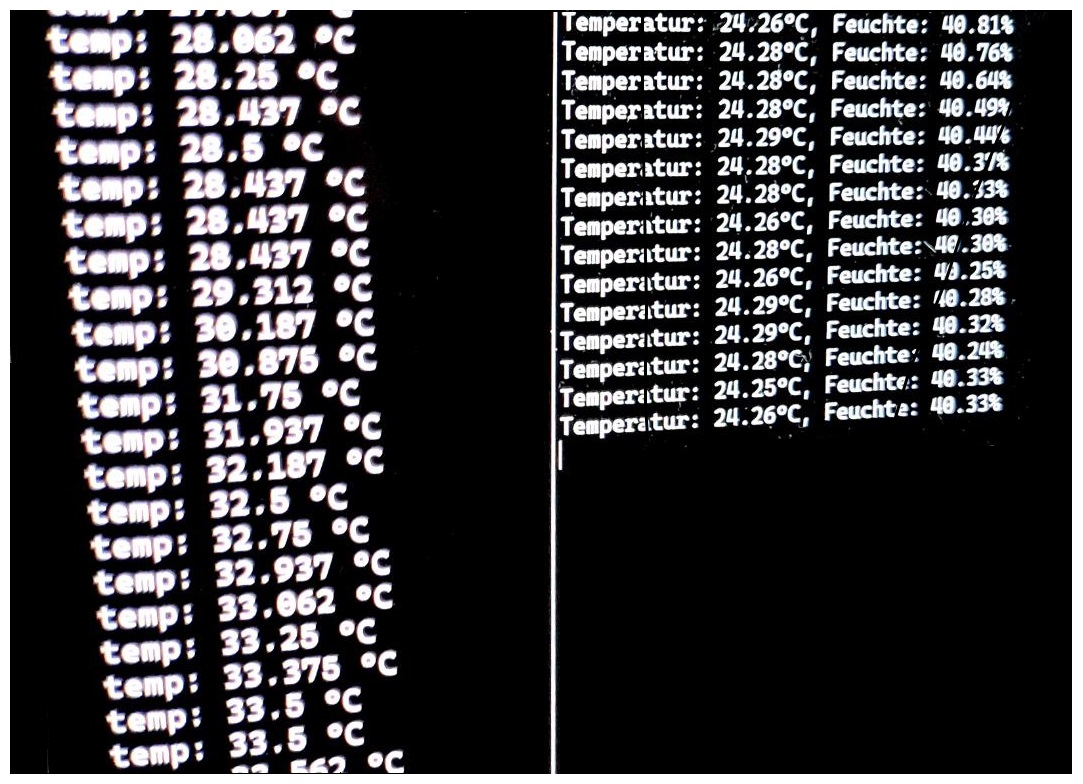 temp:
temp: 28.062 °C
temp: 28.25 °C
temp: 28.437 °C
temp: 28.5 °C
temp: 28.437 °C
temp: 28.437 °C
temp: 28.437 °C
temp: 29.312 °C
temp: 30.187 °C
temp: 30.875 °C
temp: 31.75 °C
temp: 31.937 °C
temp: 32.187 °C
temp: 32.5 °C
temp: 32.75 °C
temp: 32.937 °C
temp: 33.062 °C
temp: 33.25 °C
temp: 33.375 °C
temp: 33.5 °C
temp: 33.5 °C
33.562 °C
Temperatur: 24.26°C, Feuchte: 40.81%
Temperatur: 24.28°C, Feuchte: 40.76%
Temperatur: 24.28°C, Feuchte: 40.64%
Temperatur: 24.28°C, Feuchte: 40.49%
Temperatur: 24.29°C, Feuchte: 40.44%
Temperatur: 24.28°C, Feuchte: 40.37%
Temperatur: 24.28°C, Feuchte: 40.33%
Temperatur: 24.26°C, Feuchte: 40.30%
Temperatur: 24.28°C, Feuchte: 40.30%
Temperatur: 24.26°C, Feuchte: 40.25%
Temperatur: 24.29°C, Feuchte: 40.28%
Temperatur: 24.29°C, Feuchte: 40.32%
Temperatur: 24.28°C, Feuchte: 40.24%
Temperatur: 24.25°C, Feuchte: 40.33%
Temperatur: 24.26°C, Feuchte: 40.33%